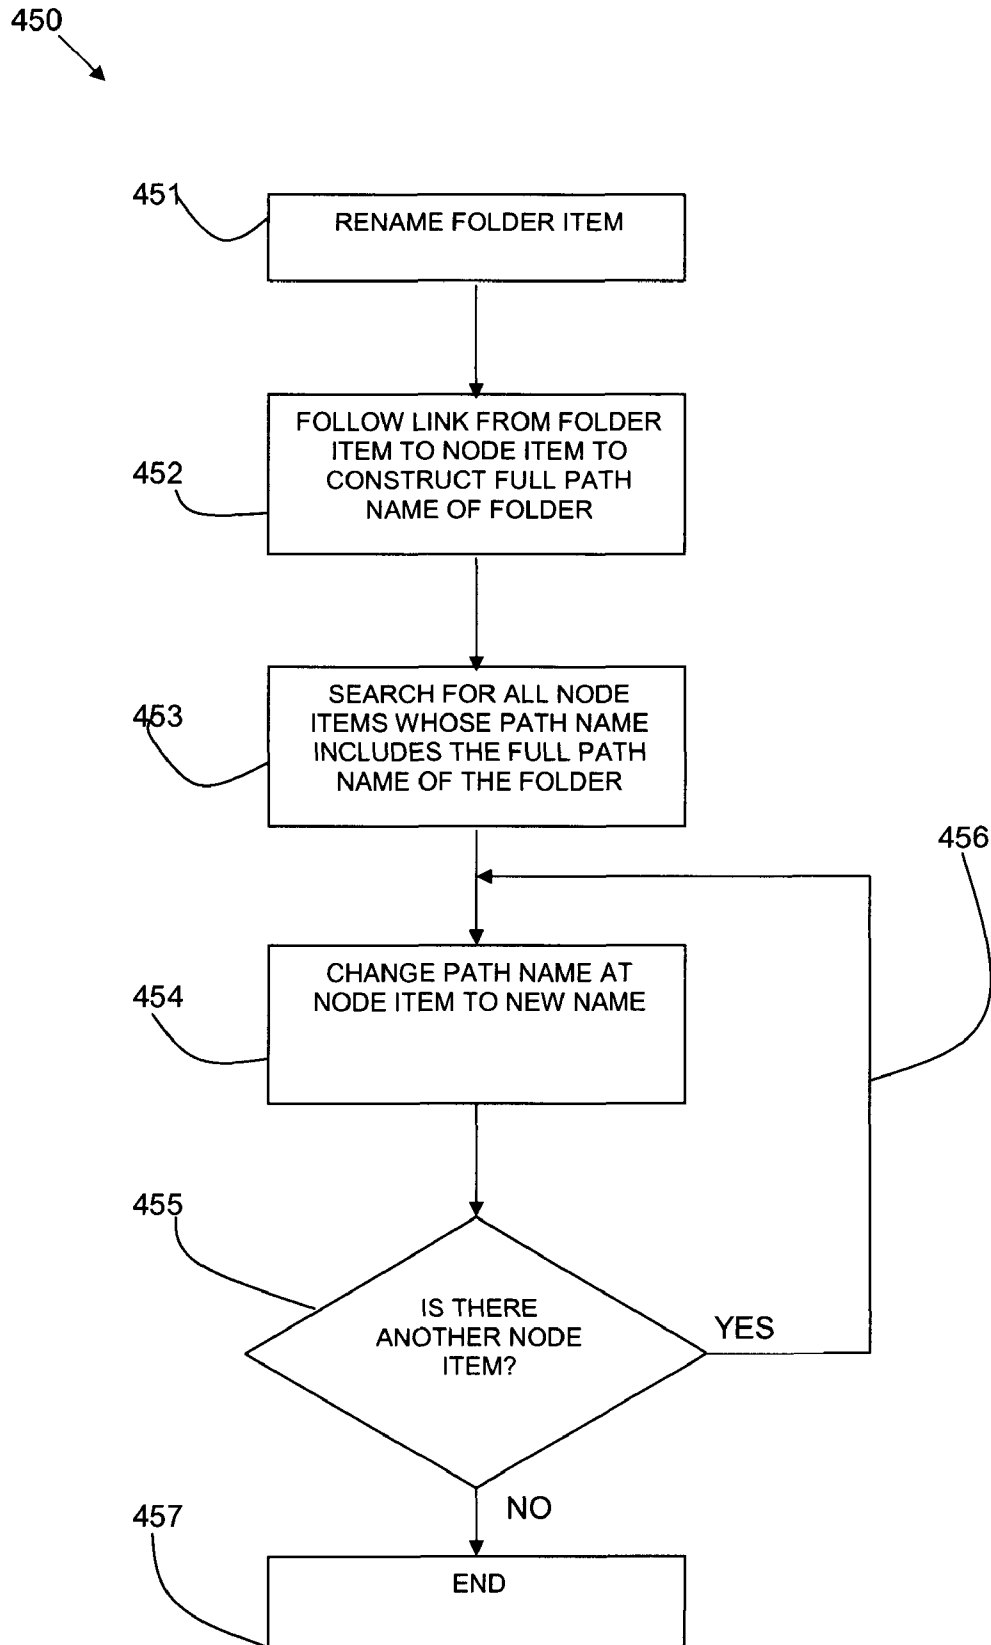 450
451
RENAME FOLDER ITEM
FOLLOW LINK FROM FOLDER
ITEM TO NODE ITEM TO
CONSTRUCT FULL PATH
NAME OF FOLDER
452
SEARCH FOR ALL NODE
ITEMS WHOSE PATH NAME
INCLUDES THE FULL PATH
NAME OF THE FOLDER
453
456
CHANGE PATH NAME AT
NODE ITEM TO NEW NAME
454
455
IS THERE
ANOTHER NODE
ITEM?
YES
NO
457
END